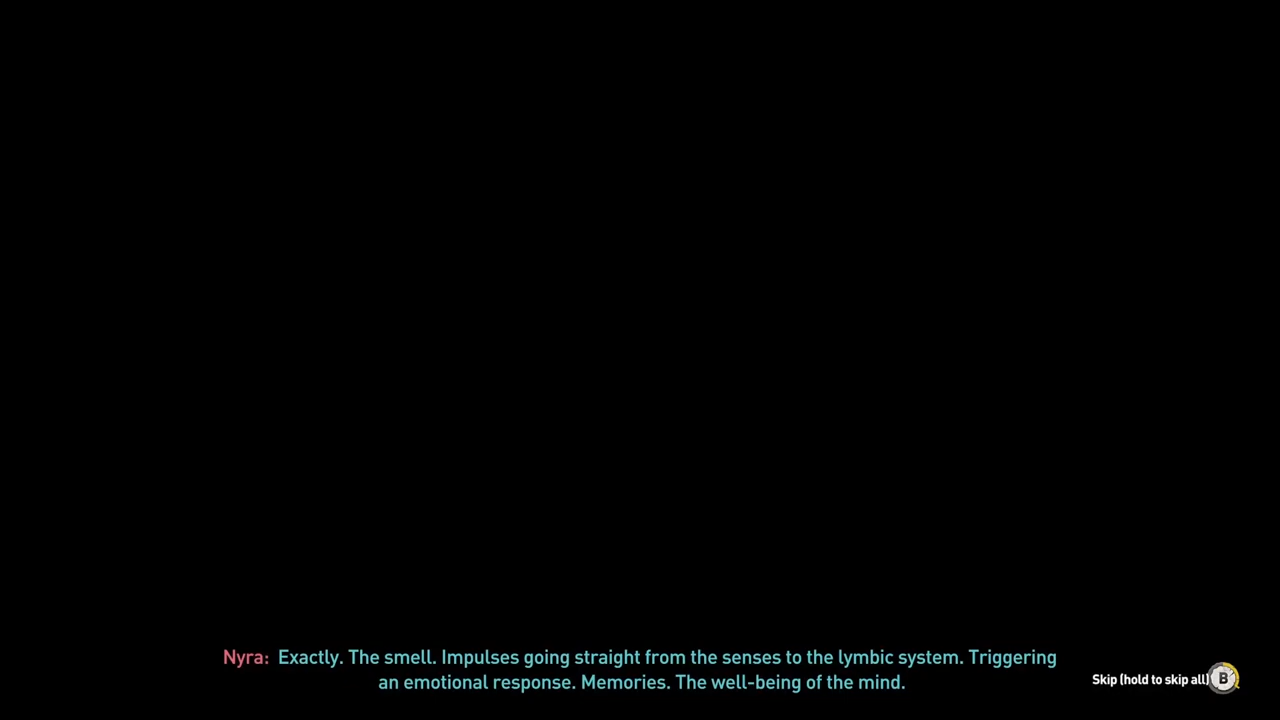 Nyra: Exactly. The smell. Impulses going straight from the senses to the lymbic system. Triggering
an emotional response. Memories. The well-being of the mind.
Skip (hold to skip all) B